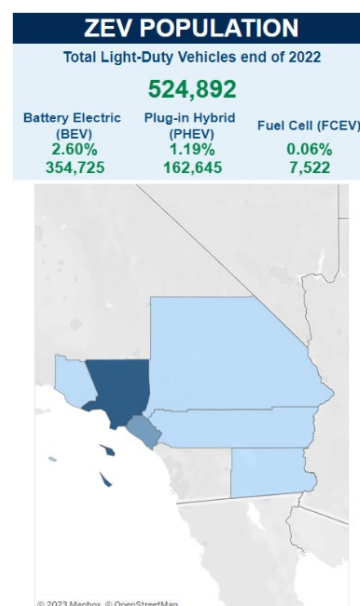 ZEV POPULATION
Total Light-Duty Vehicles end of 2022
524,892
Battery Electric (BEV)
2.60%
354,725
Plug-in Hybrid (PHEV)
1.19%
162,645
Fuel Cell (FCEV)
0.06%
7,522
© 2023 Mapbox © OpenStreetMap